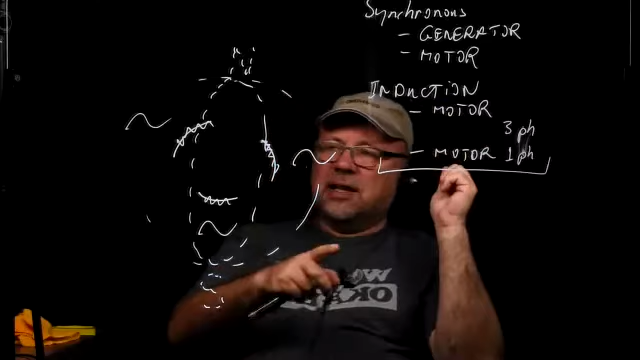 Synchronous
- GENERATOR
- MOTOR
INDUCTION
- MOTOR
3 ph
- MOTOR 1 ph